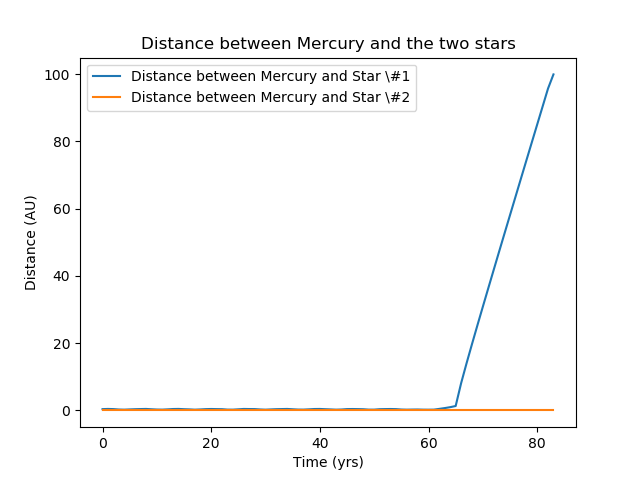 Distance between Mercury and the two stars
Distance between Mercury and Star \#1
Distance between Mercury and Star \#2
100
80
60
40
20
0
Distance (AU)
0 20 40 60 80
Time (yrs)